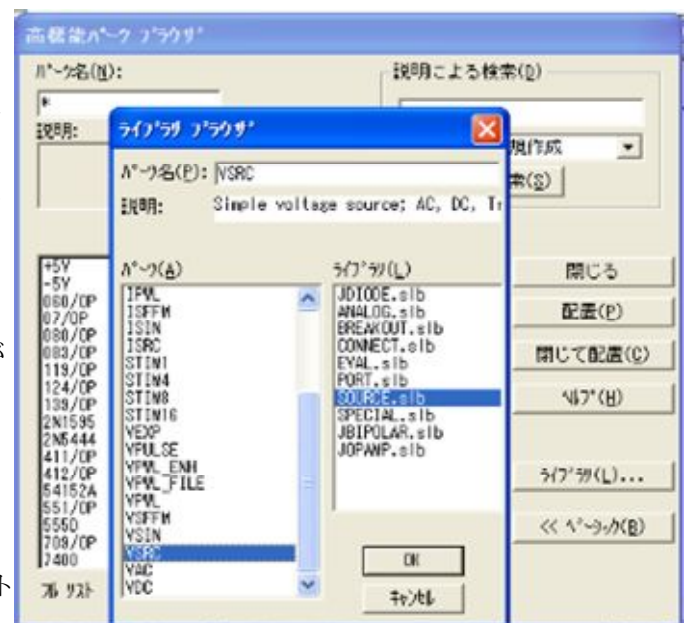 高機能ﾊﾟｰﾂ ﾌﾞﾗｳｻﾞ
ﾊﾟｰﾂ名(N):
*
説明:
説明による検索(D)
規作成
索(S)
+5V
-5V
060/OP
07/OP
080/OP
083/OP
119/OP
124/OP
139/OP
2N1595
2N5444
411/OP
412/OP
54152A
551/OP
555D
709/OP
7400
ﾌﾙ ﾘｽﾄ
閉じる
配置(P)
閉じて配置(C)
ﾍﾙﾌﾟ(H)
ﾗｲﾌﾞﾗﾘ(L)...
<< ﾍﾞｰｼｯｸ(B)
ﾗｲﾌﾞﾗﾘ ﾌﾞﾗｳｻﾞ
ﾊﾟｰﾂ名(P): VSRC
説明: Simple voltage source; AC, DC, Tr
ﾊﾟｰﾂ(A)
IPWL
ISFFM
ISIN
ISRC
STIM1
STIM4
STIM8
STIM16
VEXP
VPULSE
VPWL_ENH
VPWL_FILE
VPWL
VSFFM
VSIN
VSRC
VAC
VDC
ﾗｲﾌﾞﾗﾘ(L)
JDIODE.slb
ANALOG.slb
BREAKOUT.slb
CONNECT.slb
EVAL.slb
PORT.slb
SOURCE.slb
SPECIAL.slb
JBIPOLAR.slb
JOPAMP.slb
OK
ｷｬﾝｾﾙ
が
ト